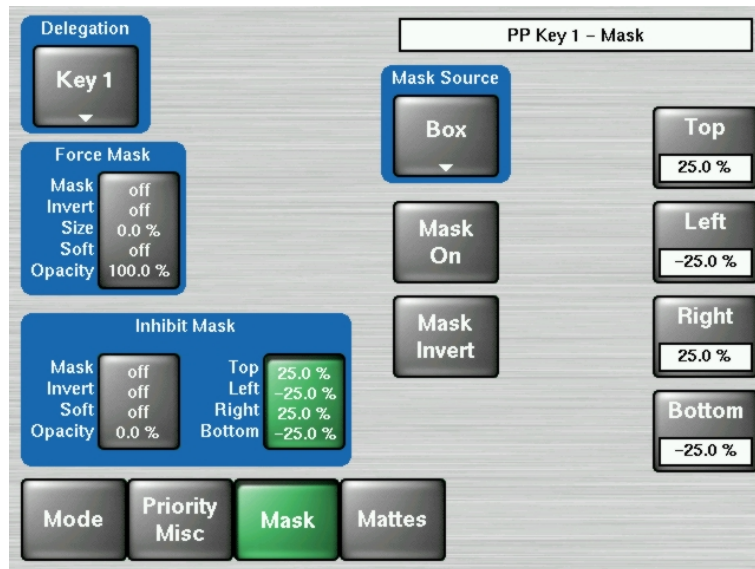 Delegation
Key 1
PP Key 1 – Mask
Mask Source
Box
Force Mask
Mask off
Invert off
Size 0.0 %
Soft off
Opacity 100.0 %
Mask On
Mask Invert
Inhibit Mask
Mask off
Invert off
Soft off
Opacity 0.0 %
Top 25.0 %
Left -25.0 %
Right 25.0 %
Bottom -25.0 %
Top
25.0 %
Left
-25.0 %
Right
25.0 %
Bottom
-25.0 %
Mode
Priority Misc
Mask
Mattes